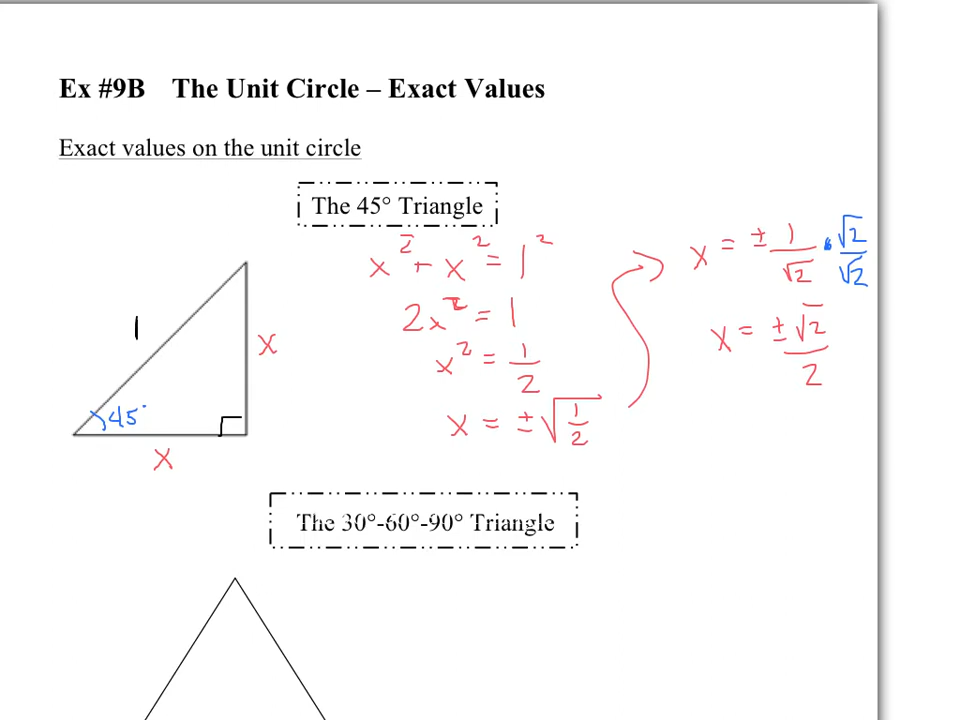 Ex #9B The Unit Circle – Exact Values
Exact values on the unit circle
The 45° Triangle
x² + x² = 1²
2x² = 1
x² = 1/2
x = ±√(1/2)
x = ± 1/√2 · √2/√2
x = ±√2/2
1
x
45°
x
The 30°-60°-90° Triangle